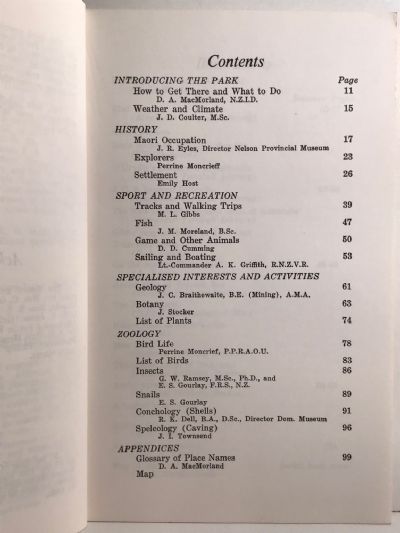 Contents
INTRODUCING THE PARK Page
How to Get There and What to Do 11
D. A. MacMorland, N.Z.I.D.
Weather and Climate 15
J. D. Coulter, M.Sc.
HISTORY
Maori Occupation 17
J. R. Eyles, Director Nelson Provincial Museum
Explorers 23
Perrine Moncrieff
Settlement 26
Emily Host
SPORT AND RECREATION
Tracks and Walking Trips 39
M. L. Gibbs
Fish 47
J. M. Moreland, B.Sc.
Game and Other Animals 50
D. D. Cumming
Sailing and Boating 53
Lt.-Commander A. K. Griffith, R.N.Z.V.R.
SPECIALISED INTERESTS AND ACTIVITIES
Geology 61
J. C. Braithewaite, B.E. (Mining), A.M.A.
Botany 63
J. Stocker
List of Plants 74
ZOOLOGY
Bird Life 78
Perrine Moncrief, P.P.R.A.O.U.
List of Birds 83
Insects 86
G. W. Ramsey, M.Sc., Ph.D., and
E. S. Gourlay, F.R.S., N.Z.
Snails 89
E. S. Gourlay
Conchology (Shells) 91
R. K. Dell, B.A., D.Sc., Director Dom. Museum
Speleology (Caving) 96
J. I. Townsend
APPENDICES
Glossary of Place Names 99
D. A. MacMorland
Map